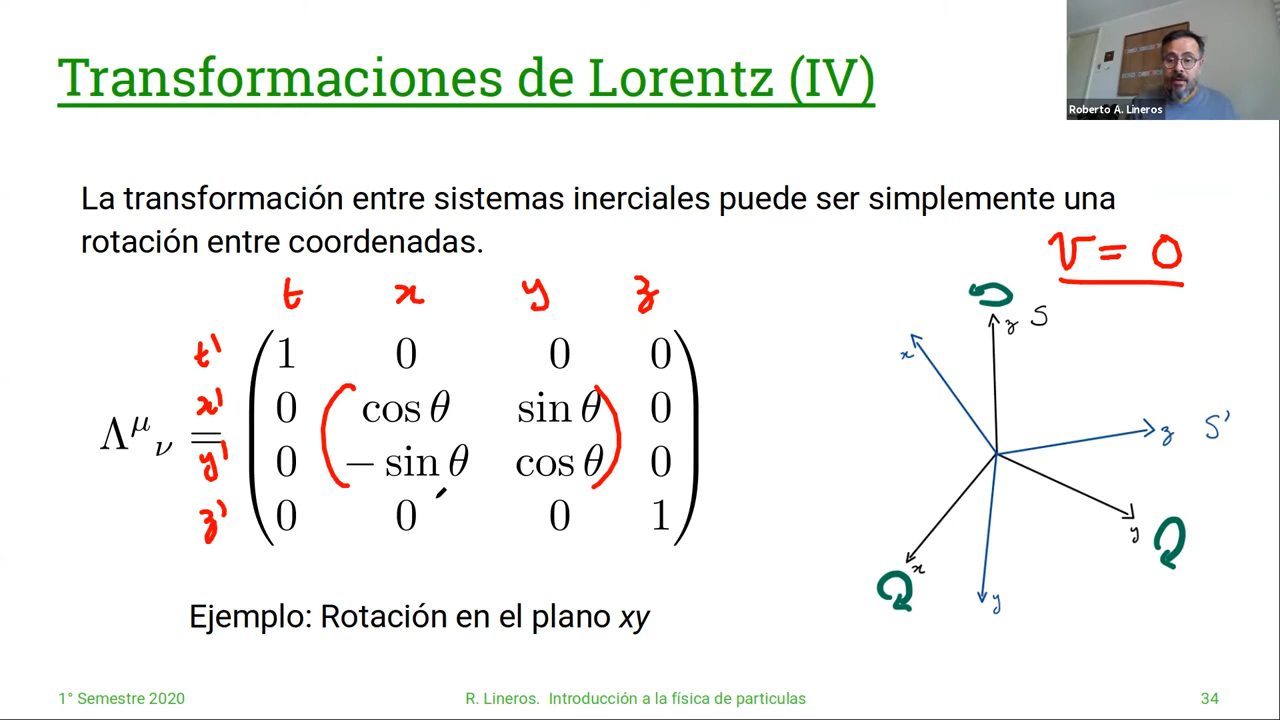 Transformaciones de Lorentz (IV)
Roberto A. Lineros
La transformación entre sistemas inerciales puede ser simplemente una
rotación entre coordenadas.
v = 0
t x y z
t' 1 0 0 0
x' 0 cos θ sin θ 0
Λ^μ_ν =
y' 0 − sin θ cos θ 0
z' 0 0 0 1
z S
x
z S'
y
x
y
Ejemplo: Rotación en el plano xy
1° Semestre 2020
R. Lineros. Introducción a la física de particulas
34